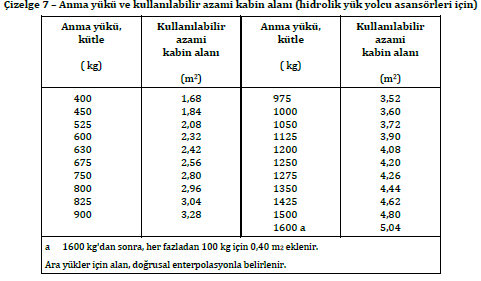 Çizelge 7 – Anma yükü ve kullanılabilir azami kabin alanı (hidrolik yük yolcu asansörleri için)
Anma yükü, kütle ( kg) Kullanılabilir azami kabin alanı (m²) Anma yükü, kütle ( kg) Kullanılabilir azami kabin alanı (m²)
400 1,68 975 3,52
450 1,84 1000 3,60
525 2,08 1050 3,72
600 2,32 1125 3,90
630 2,42 1200 4,08
675 2,56 1250 4,20
750 2,80 1275 4,26
800 2,96 1350 4,44
825 3,04 1425 4,62
900 3,28 1500 4,80
1600 a 5,04
a 1600 kg'dan sonra, her fazladan 100 kg için 0,40 m2 eklenir.
Ara yükler için alan, doğrusal enterpolasyonla belirlenir.